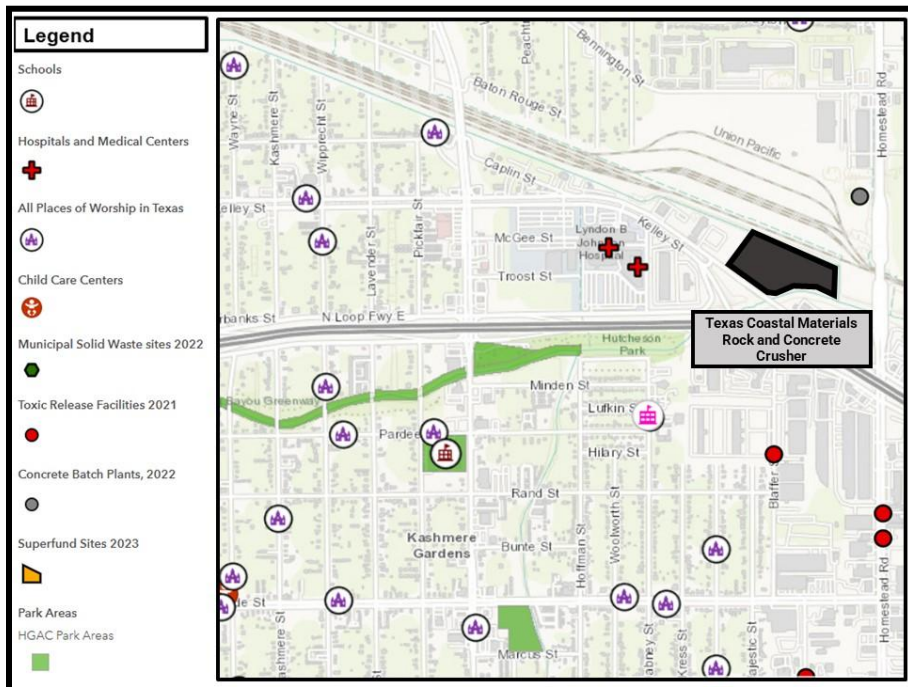 Legend
Schools
Hospitals and Medical Centers
All Places of Worship in Texas
Child Care Centers
Municipal Solid Waste sites 2022
Toxic Release Facilities 2021
Concrete Batch Plants, 2022
Superfund Sites 2023
Park Areas
HGAC Park Areas
Bennington St
Baton Rouge St
Homestead Rd
Wayne St
Kashmere St
Wipprecht St
Union Pacific
Caplin St
Kelley St
Pickfair St
Lavender St
McGee St
Lyndon B
Johnson
Hospital
Troost St
N Loop Fwy E
Texas Coastal Materials
Rock and Concrete
Crusher
Hutcheson
Park
Minden St
Bayou Greenway
Lufkin St
Pardee
Hilary St
Blaffer St
Rand St
Kashmere
Gardens
Bunte St
Hoffman St
Woolworth St
Homestead Rd
de St
Marcus St
Kress St